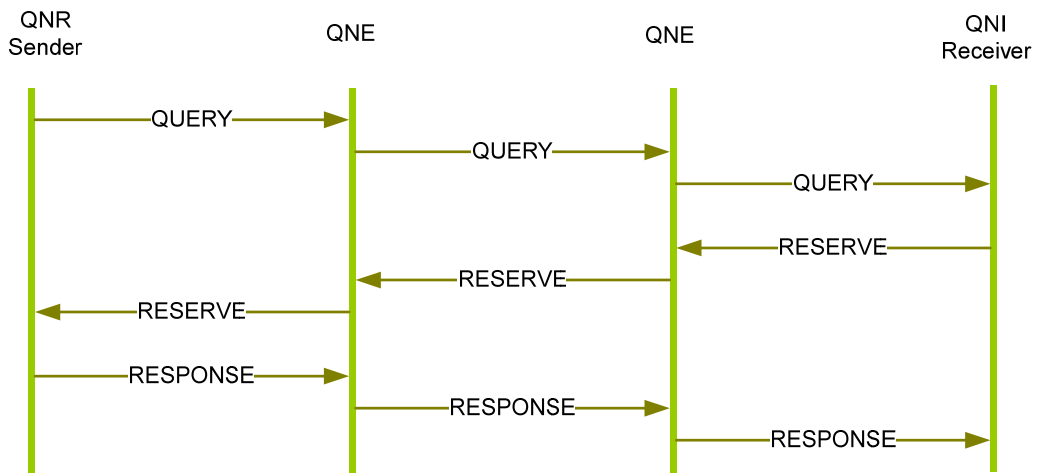 QNR
Sender
QNE
QNE
QNI
Receiver
QUERY
QUERY
QUERY
RESERVE
RESERVE
RESERVE
RESPONSE
RESPONSE
RESPONSE